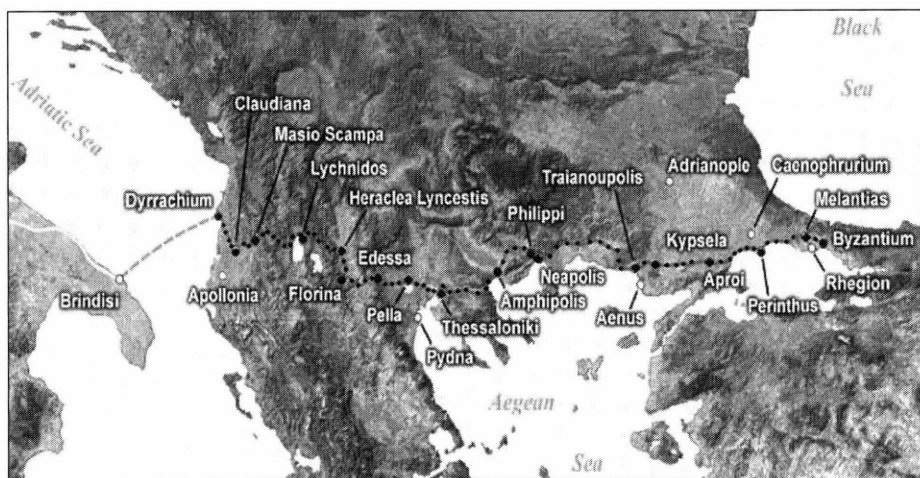 Black
Sea
Adriatic Sea
Claudiana
Masio Scampa
Lychnidos
Heraclea Lyncestis
Dyrrachium
Traianoupolis
Adrianople
Caenophrurium
Melantias
Philippi
Byzantium
Edessa
Kypsela
Neapolis
Brindisi
Apollonia
Florina
Pella
Amphipolis
Aproi
Rhegion
Aenus
Perinthus
Thessaloniki
Pydna
Aegean
Sea